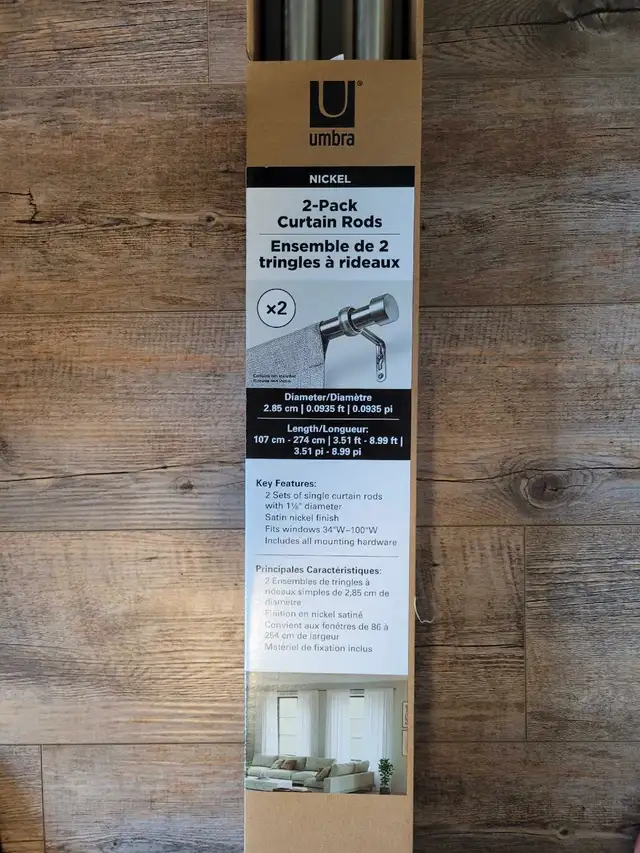 umbra
NICKEL
2-Pack
Curtain Rods
Ensemble de 2
tringles à rideaux
x2
Diameter/Diamètre
2.85 cm | 0.0935 ft | 0.0935 pi
Length/Longueur:
107 cm - 274 cm | 3.51 ft - 8.99 ft |
3.51 pi - 8.99 pi
Key Features:
2 Sets of single curtain rods
with 1⅛" diameter
Satin nickel finish
Fits windows 34"W–100"W
Includes all mounting hardware
Principales Caractéristiques:
2 Ensembles de tringles à
rideaux simples de 2,85 cm de
diamètre
Finition en nickel satiné
Convient aux fenêtres de 86 à
254 cm de largeur
Matériel de fixation inclus